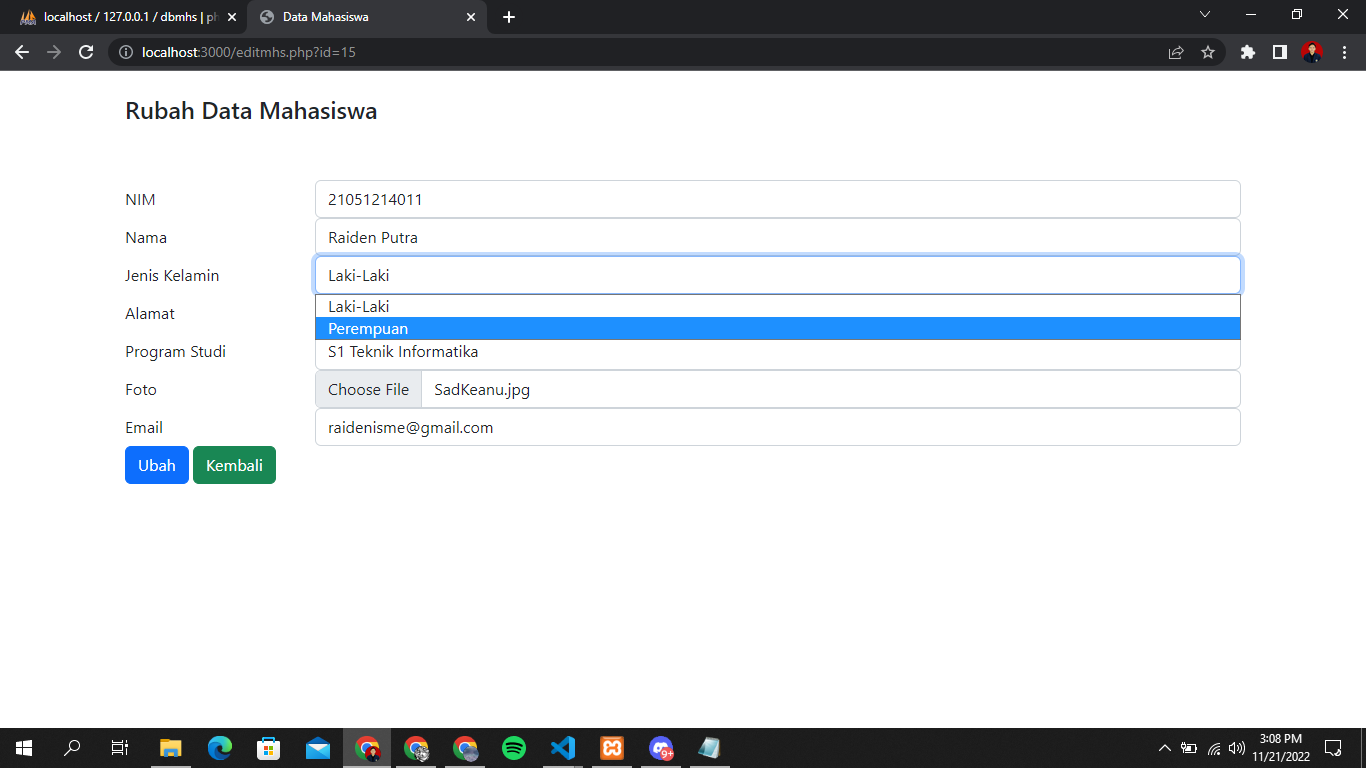 localhost / 127.0.0.1 / dbmhs | ph
Data Mahasiswa
localhost:3000/editmhs.php?id=15
Rubah Data Mahasiswa
NIM 21051214011
Nama Raiden Putra
Jenis Kelamin Laki-Laki
Laki-Laki
Alamat
Perempuan
Program Studi S1 Teknik Informatika
Foto Choose File SadKeanu.jpg
Email raidenisme@gmail.com
Ubah Kembali
9+
3:08 PM
11/21/2022